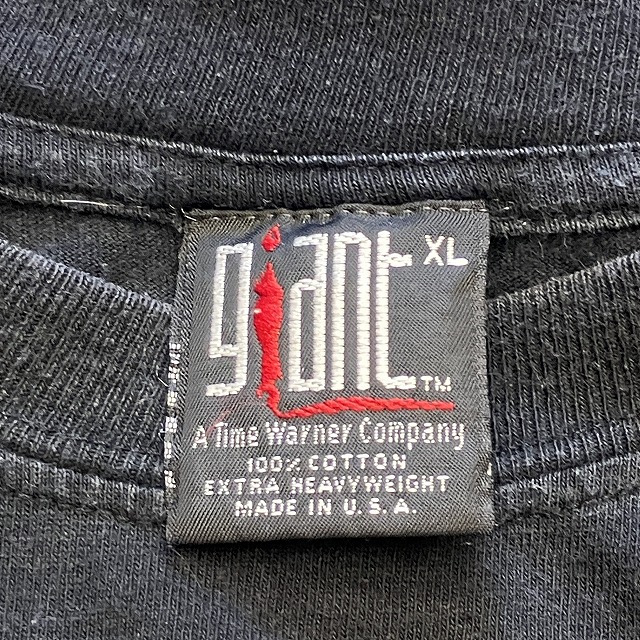 giant XL
TM
A Time Warner Company
100% COTTON
EXTRA HEAVYWEIGHT
MADE IN U.S.A.